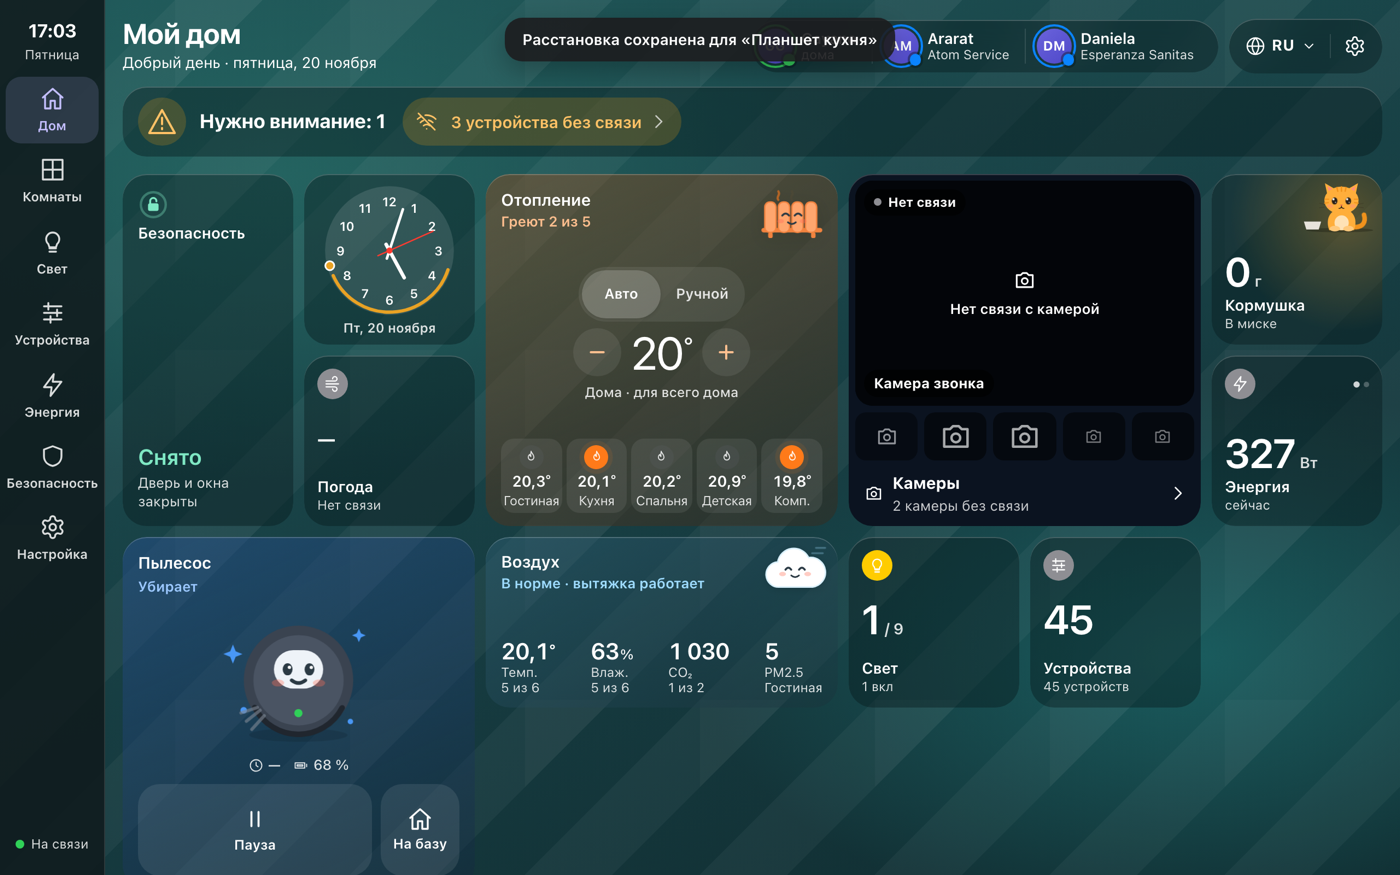 17:03
Пятница
Дом
Комнаты
Свет
Устройства
Энергия
Безопасность
Настройка
На связи
Мой дом
Добрый день · пятница, 20 ноября
Расстановка сохранена для «Планшет кухня»
дома
AM
Ararat
Atom Service
DM
Daniela
Esperanza Sanitas
RU
Нужно внимание: 1
3 устройства без связи
Безопасность
Снято
Дверь и окна
закрыты
12
1
2
3
4
5
6
7
8
9
10
11
Пт, 20 ноября
—
Погода
Нет связи
Отопление
Греют 2 из 5
Авто
Ручной
− 20° +
Дома · для всего дома
20,3° 20,1° 20,2° 20,9° 19,8°
Гостиная Кухня Спальня Детская Комп.
Нет связи
Нет связи с камерой
Камера звонка
Камеры
2 камеры без связи
0 г
Кормушка
В миске
327 Вт
Энергия
сейчас
Пылесос
Убирает
— 68 %
Пауза
На базу
Воздух
В норме · вытяжка работает
20,1° 63% 1 030 5
Темп. Влаж. CO₂ PM2.5
5 из 6 5 из 6 1 из 2 Гостиная
1 / 9
Свет
1 вкл
45
Устройства
45 устройств